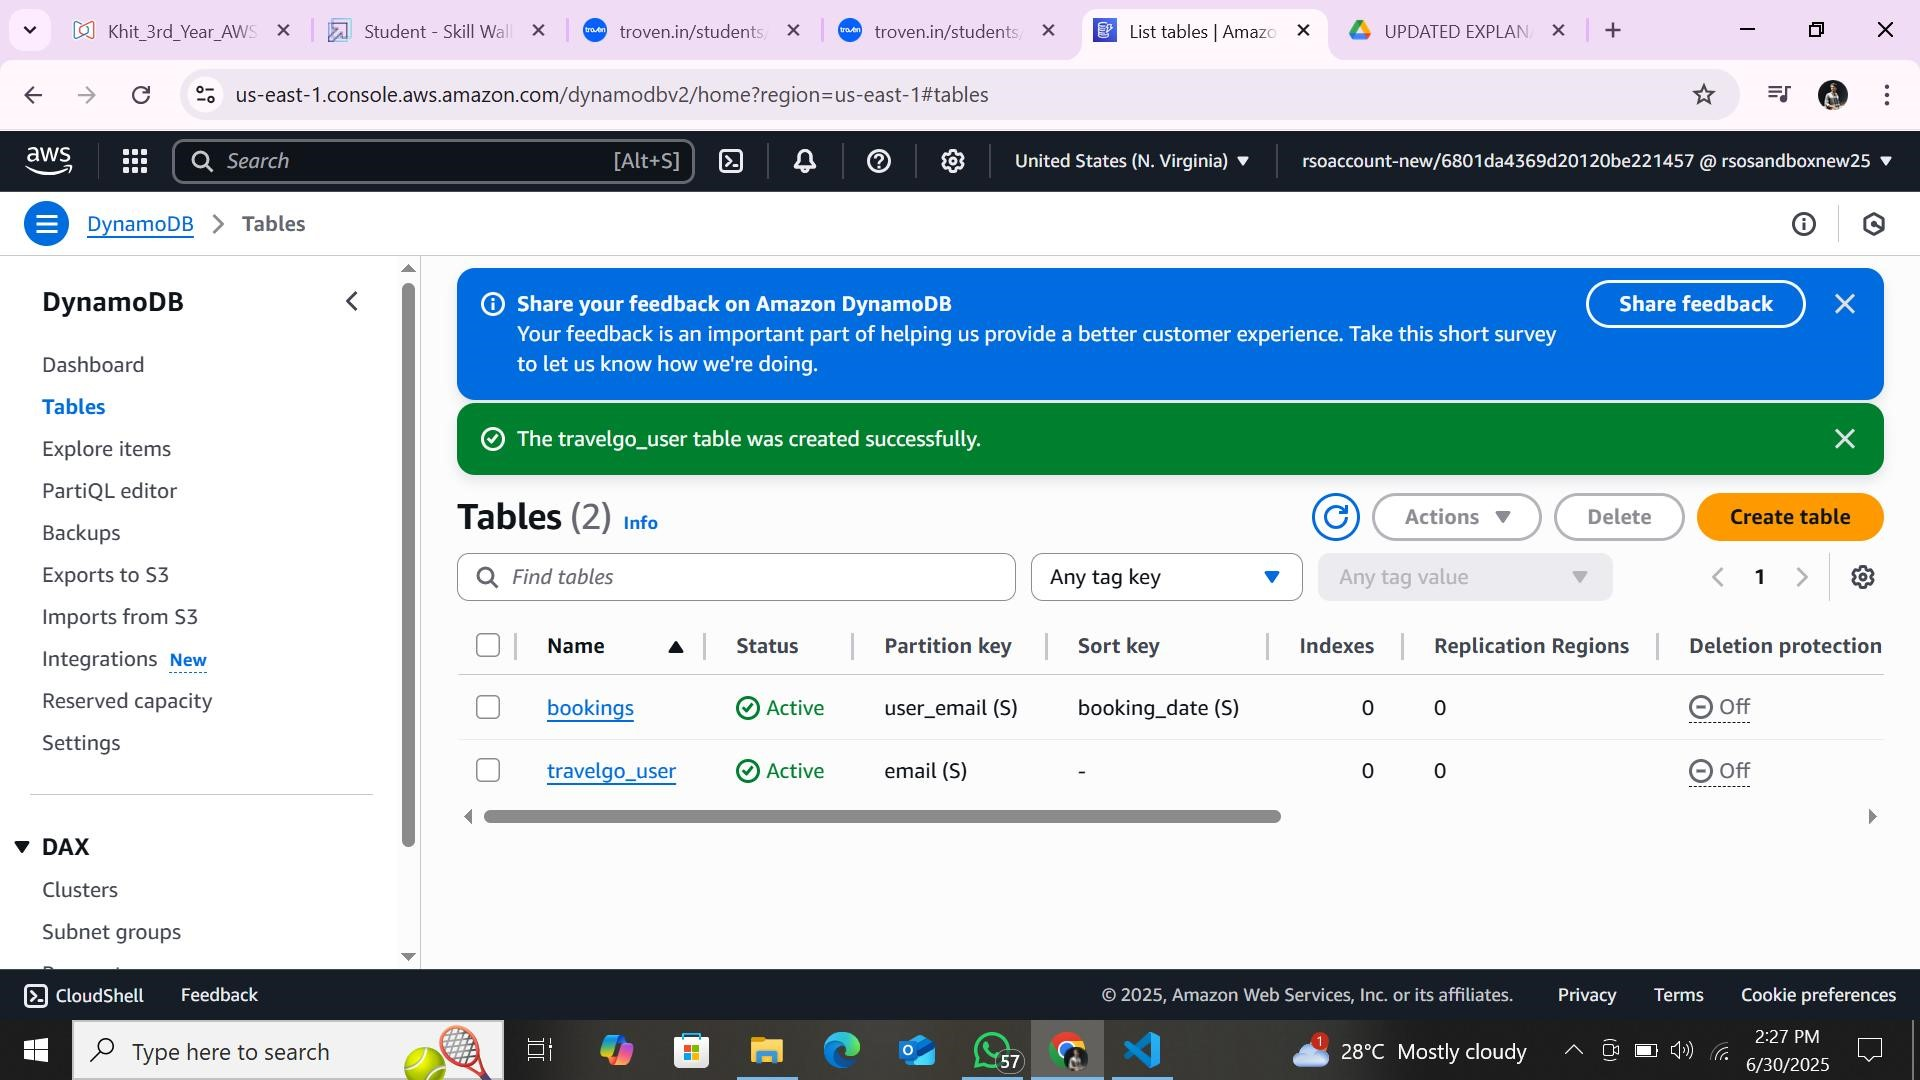 Khit_3rd_Year_AWS
Student - Skill Wall
troven.in/students/
troven.in/students/
List tables | Amazo
UPDATED EXPLAN
us-east-1.console.aws.amazon.com/dynamodbv2/home?region=us-east-1#tables
aws
Search
[Alt+S]
United States (N. Virginia)
rsoaccount-new/6801da4369d20120be221457 @ rsosandboxnew25
DynamoDB
Tables
DynamoDB
Dashboard
Tables
Explore items
PartiQL editor
Backups
Exports to S3
Imports from S3
Integrations New
Reserved capacity
Settings
DAX
Clusters
Subnet groups
Share your feedback on Amazon DynamoDB
Your feedback is an important part of helping us provide a better customer experience. Take this short survey
to let us know how we're doing.
Share feedback
The travelgo_user table was created successfully.
Tables (2) Info
Actions
Delete
Create table
Find tables
Any tag key
Any tag value
1
Name Status Partition key Sort key Indexes Replication Regions Deletion protection
bookings Active user_email (S) booking_date (S) 0 0 Off
travelgo_user Active email (S) - 0 0 Off
CloudShell
Feedback
© 2025, Amazon Web Services, Inc. or its affiliates.
Privacy
Terms
Cookie preferences
Type here to search
57
1
28°C Mostly cloudy
2:27 PM
6/30/2025